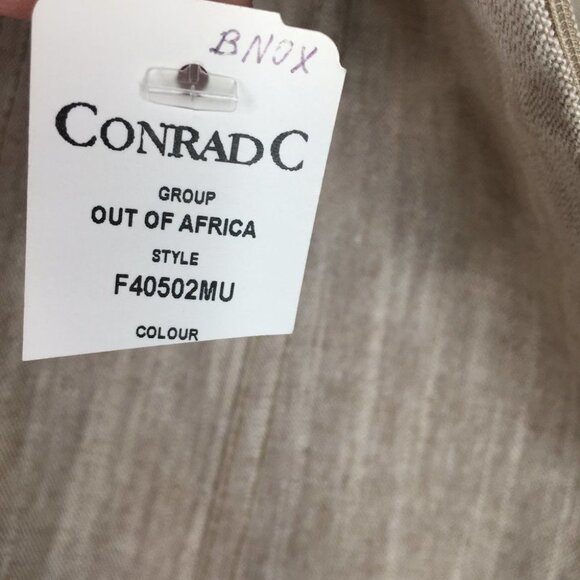 BNOX
CONRAD C
GROUP
OUT OF AFRICA
STYLE
F40502MU
COLOUR